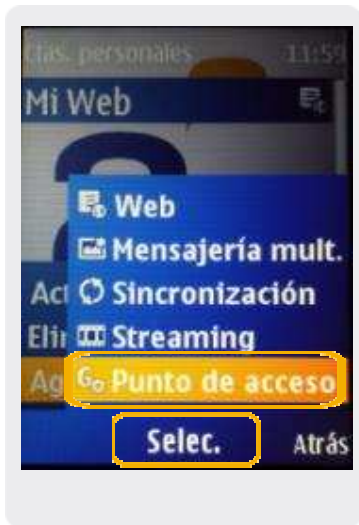 Ctas. personales 11:59
Mi Web
Web
Mensajería mult.
Sincronización
Streaming
Punto de acceso
Selec. Atrás